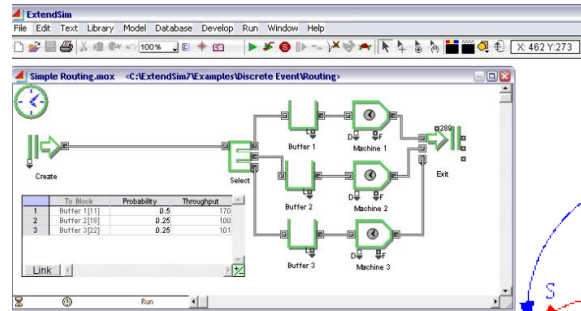 ExtendSim
File Edit Text Library Model Database Develop Run Window Help
100% X: 462 Y:273
Simple Routing.mox <C:\ExtendSim7\Examples\Discrete Event\Routing>
Buffer 1
D F
Machine 1
289
Create
Select
Exit
Buffer 2
D F
Machine 2
To Block Probability Throughput
1 Buffer 1[11] 0.5 170
2 Buffer 2[18] 0.25 100
3 Buffer 3[22] 0.25 101
Buffer 3
D F
Machine 3
Link
Run
S